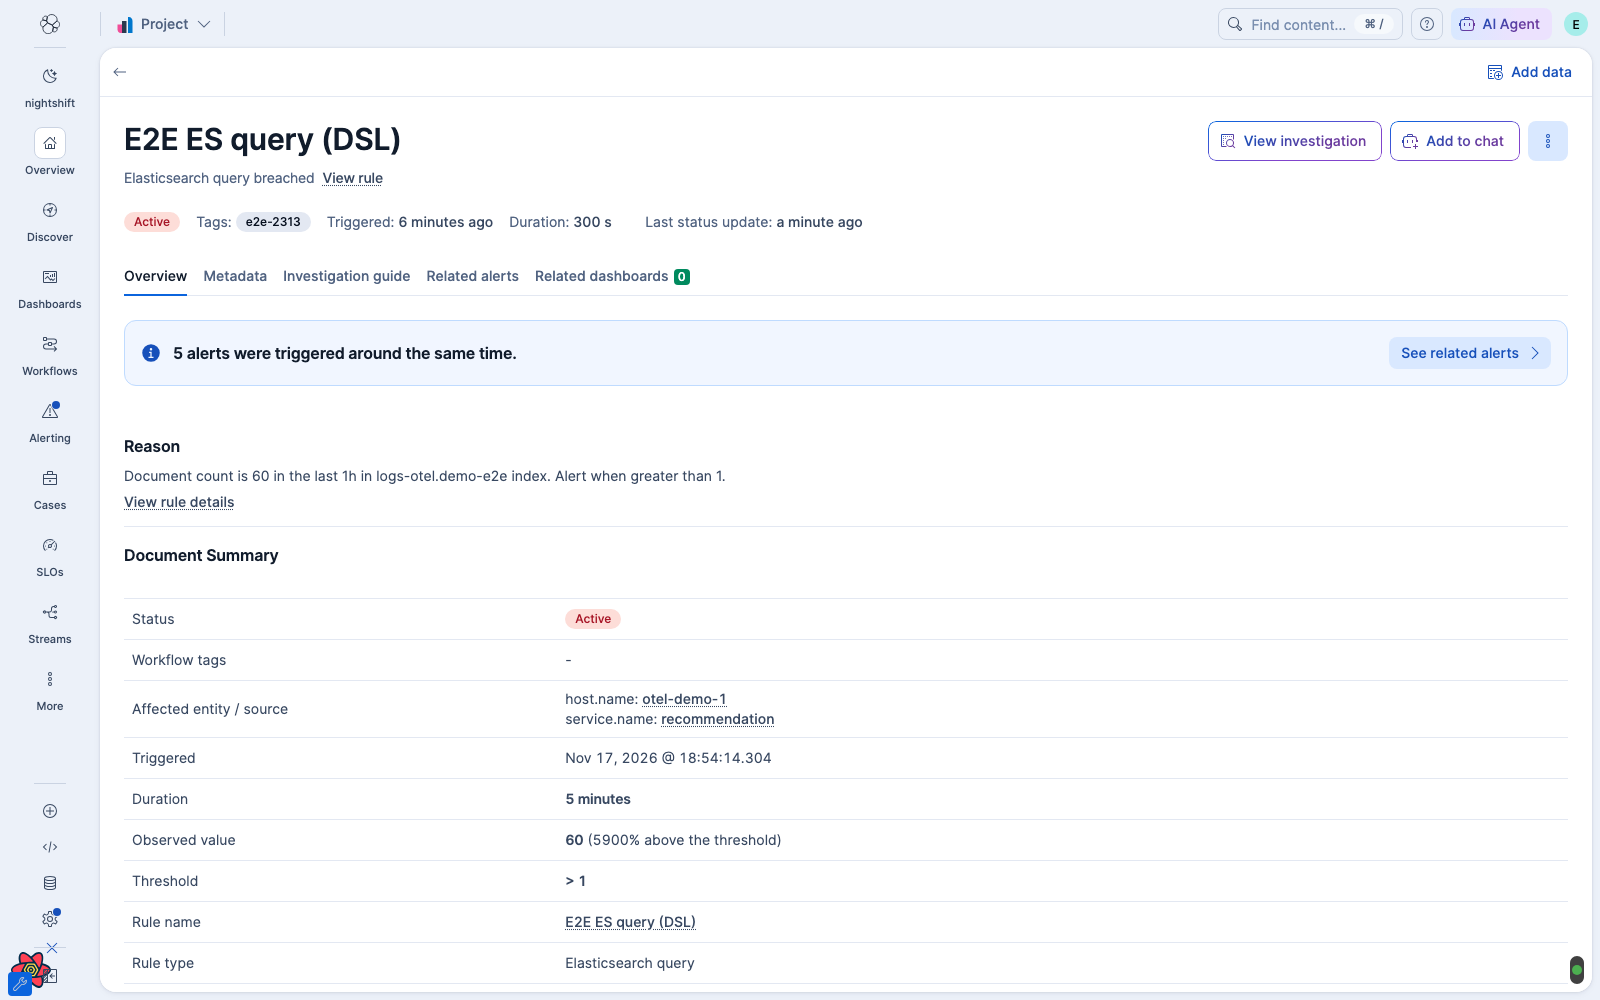 Project
Find content...
⌘ /
AI Agent
E
nightshift
Overview
Discover
Dashboards
Workflows
Alerting
Cases
SLOs
Streams
More
Add data
E2E ES query (DSL)
View investigation
Add to chat
Elasticsearch query breached View rule
Active Tags: e2e-2313 Triggered: 6 minutes ago Duration: 300 s Last status update: a minute ago
Overview Metadata Investigation guide Related alerts Related dashboards 0
5 alerts were triggered around the same time.
See related alerts
Reason
Document count is 60 in the last 1h in logs-otel.demo-e2e index. Alert when greater than 1.
View rule details
Document Summary
Status Active
Workflow tags -
Affected entity / source host.name: otel-demo-1
service.name: recommendation
Triggered Nov 17, 2026 @ 18:54:14.304
Duration 5 minutes
Observed value 60 (5900% above the threshold)
Threshold > 1
Rule name E2E ES query (DSL)
Rule type Elasticsearch query